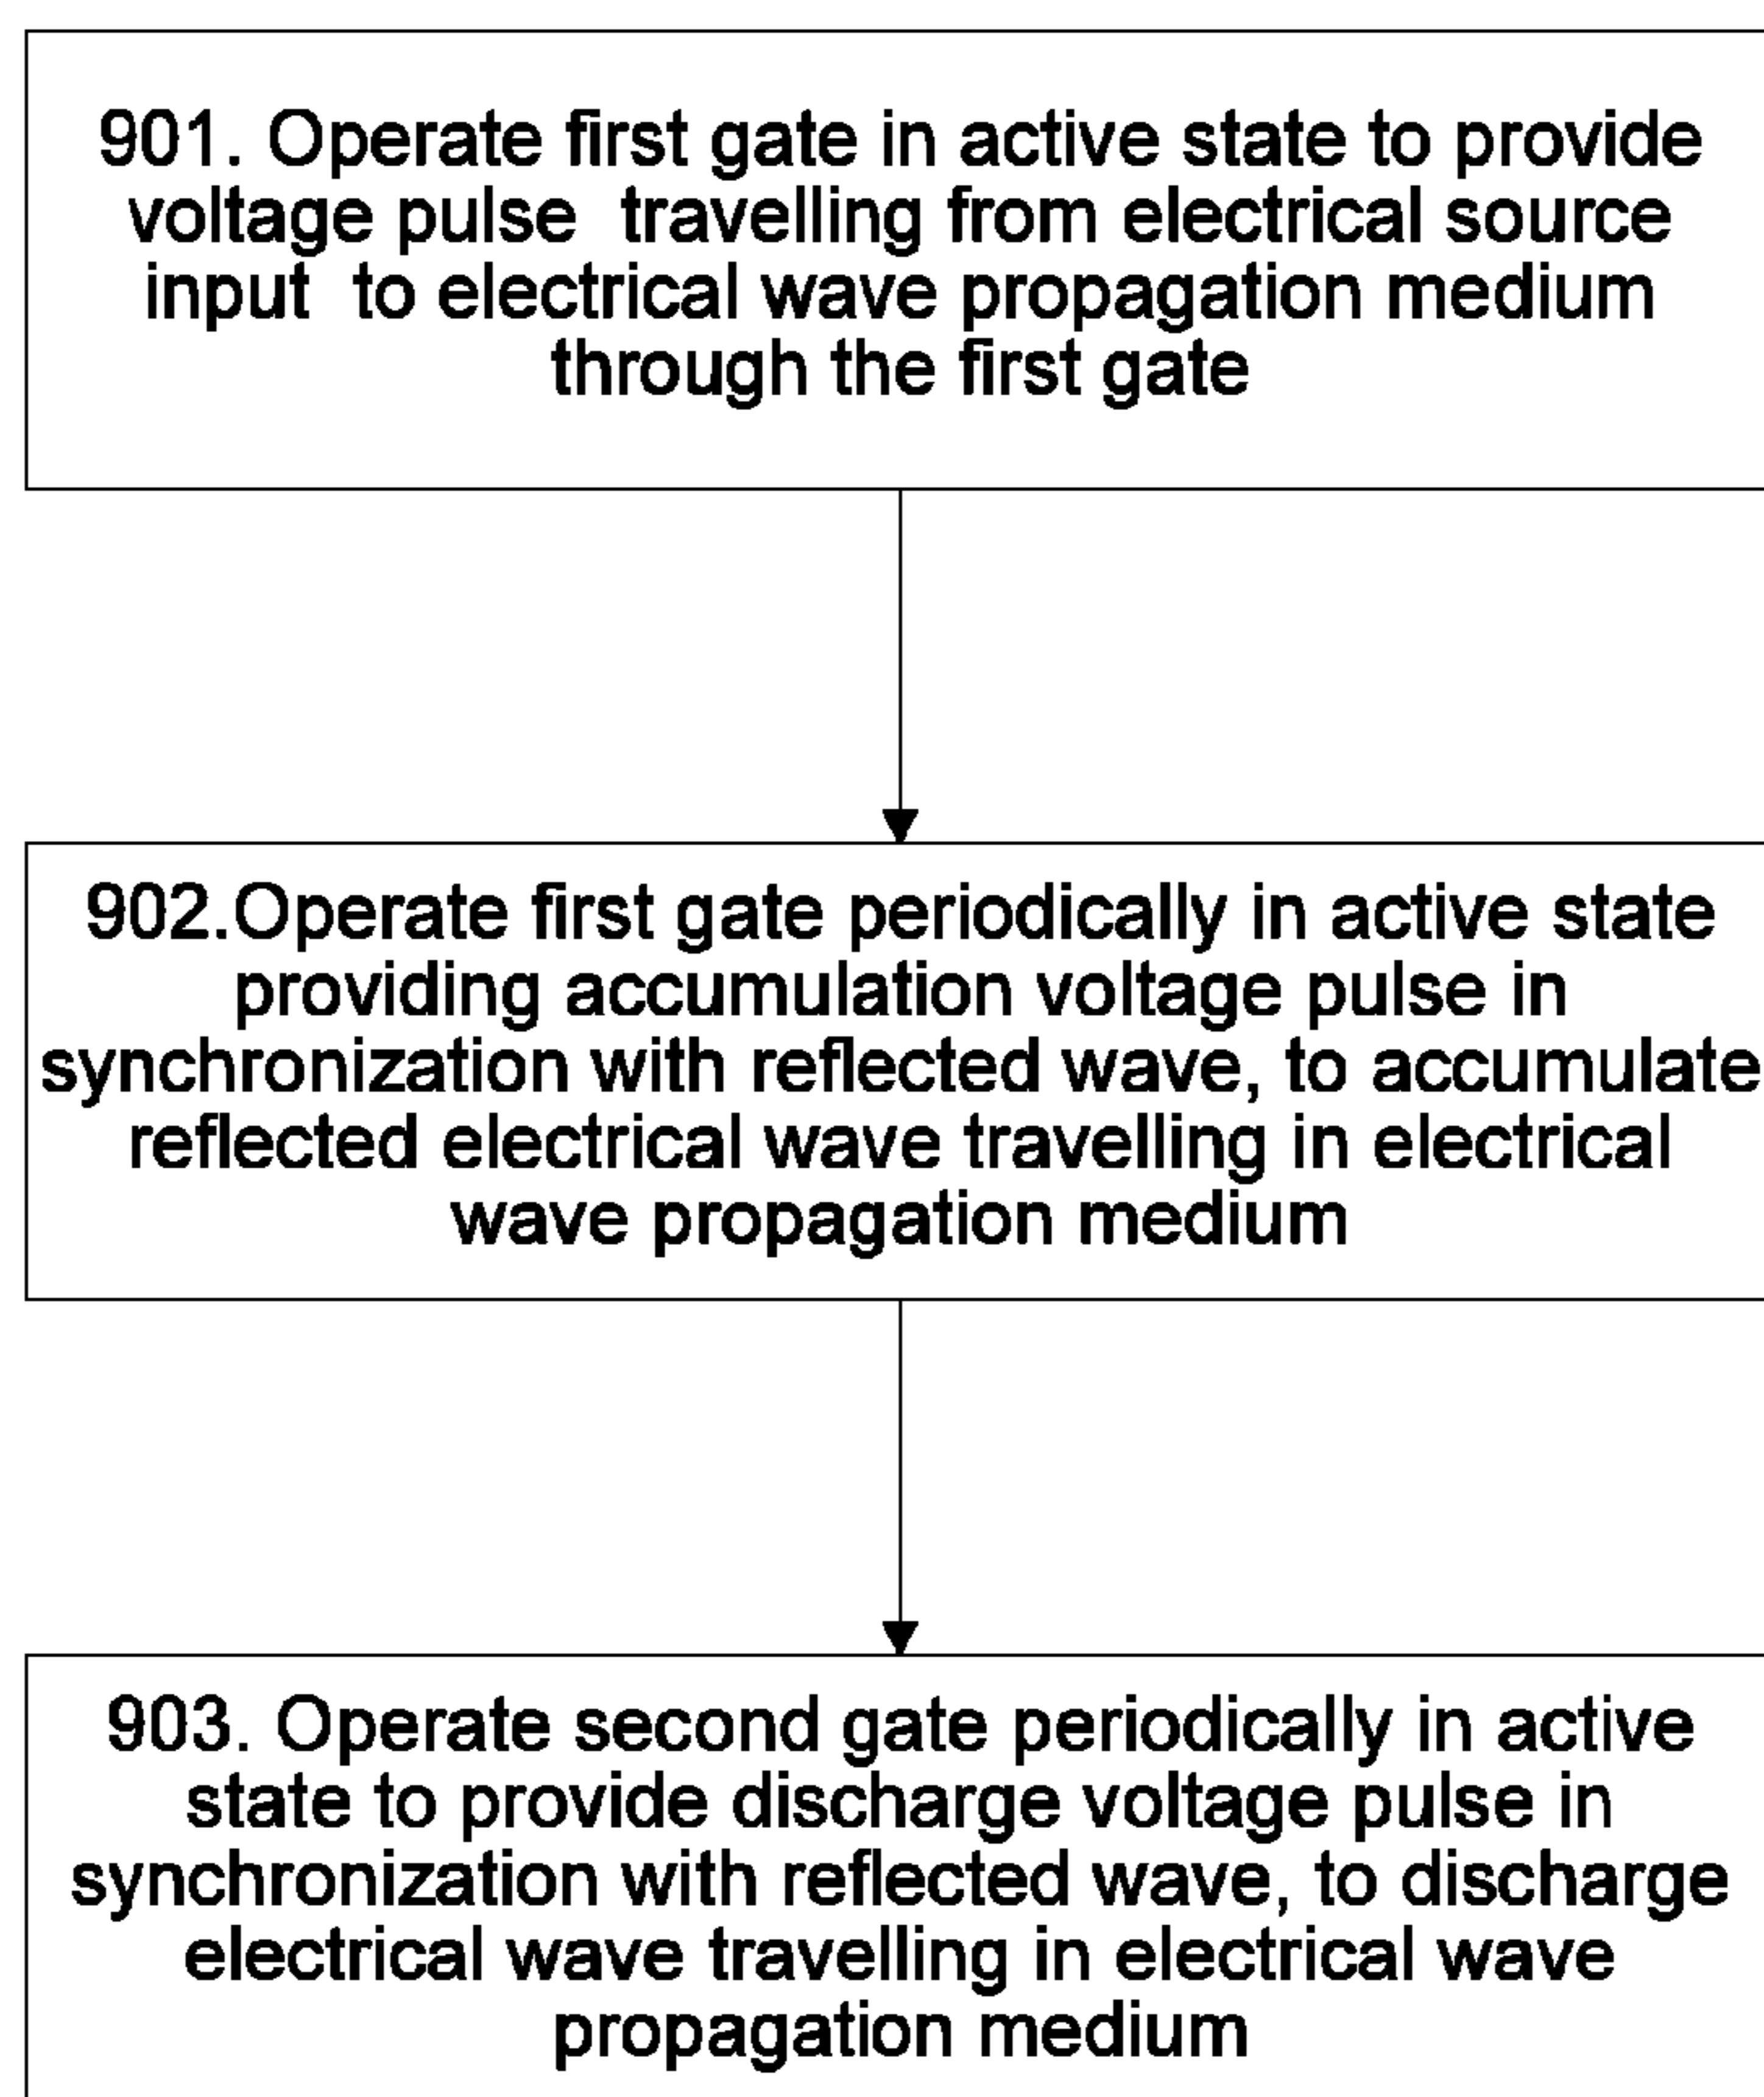 901. Operate first gate in active state to provide
voltage pulse travelling from electrical source
input to electrical wave propagation medium
through the first gate
902.Operate first gate periodically in active state
providing accumulation voltage pulse in
synchronization with reflected wave, to accumulate
reflected electrical wave travelling in electrical
wave propagation medium
903. Operate second gate periodically in active
state to provide discharge voltage pulse in
synchronization with reflected wave, to discharge
electrical wave travelling in electrical wave
propagation medium